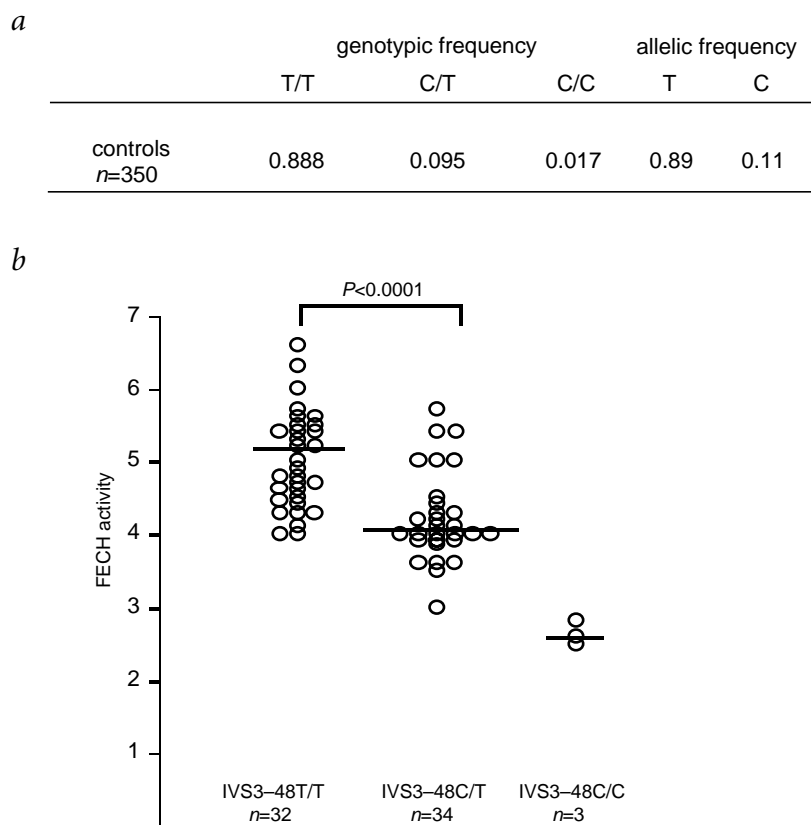 a
genotypic frequency allelic frequency
T/T C/T C/C T C
controls 0.888 0.095 0.017 0.89 0.11
n=350
b
P<0.0001
7
6
5
4
3
2
1
FECH activity
IVS3–48T/T IVS3–48C/T IVS3–48C/C
n=32 n=34 n=3